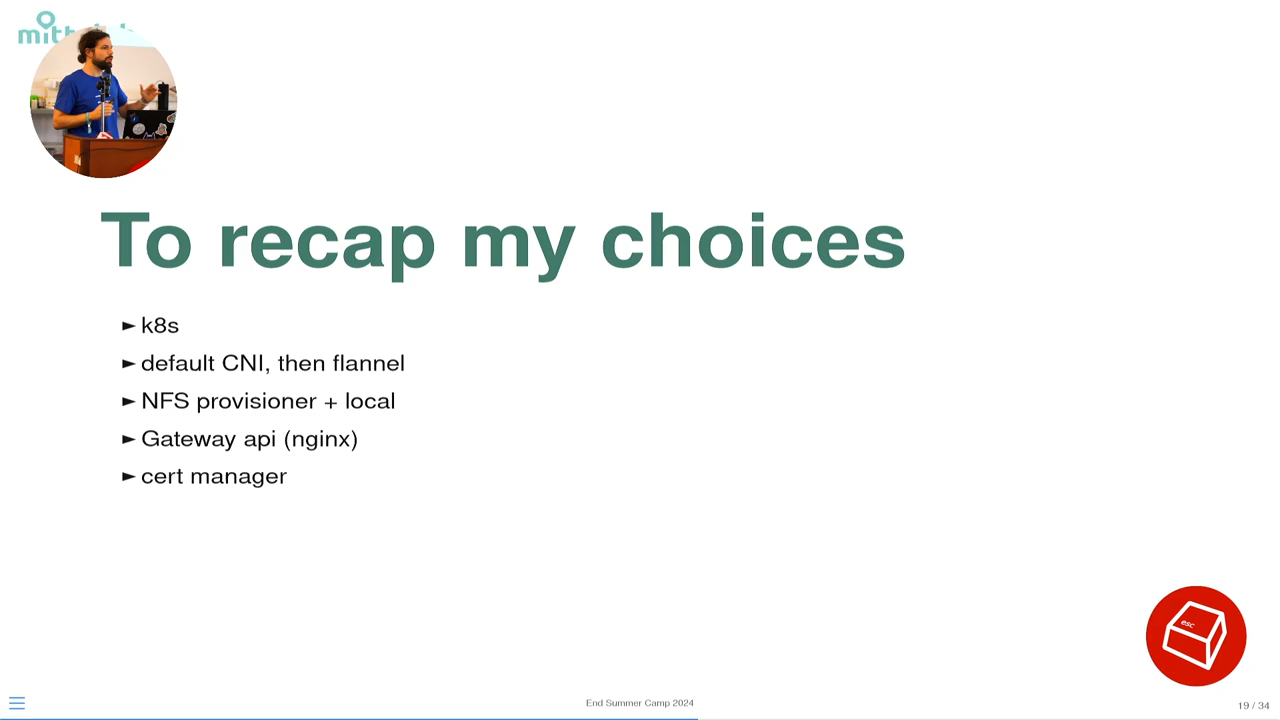 To recap my choices
► k8s
► default CNI, then flannel
► NFS provisioner + local
► Gateway api (nginx)
► cert manager
esc
End Summer Camp 2024
19 / 34